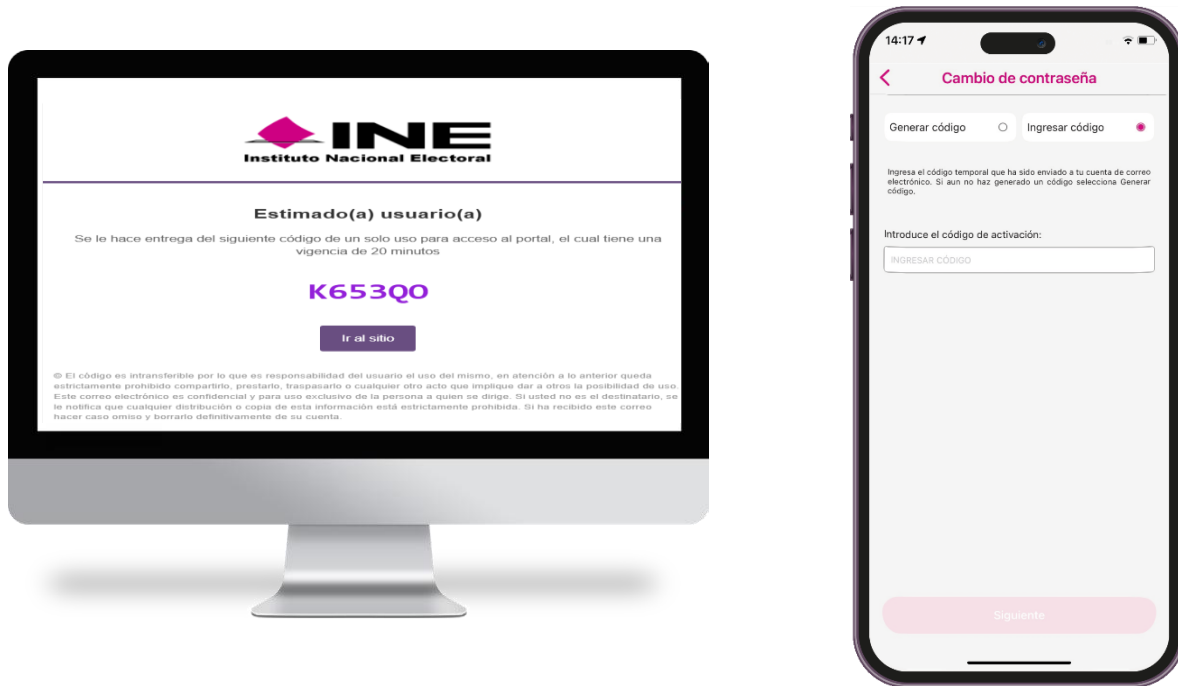 INE
Instituto Nacional Electoral
Estimado(a) usuario(a)
Se le hace entrega del siguiente código de un solo uso para acceso al portal, el cual tiene una
vigencia de 20 minutos
K653QO
Ir al sitio
© El código es intransferible por lo que es responsabilidad del usuario el uso del mismo, en atención a lo anterior queda
estrictamente prohibido compartirlo, prestarlo, traspasarlo o cualquier otro acto que implique dar a otros la posibilidad de uso.
Este correo electrónico es confidencial y para uso exclusivo de la persona a quien se dirige. Si usted no es el destinatario, se
le notifica que cualquier distribución o copia de esta información está estrictamente prohibida. Si ha recibido este correo
hacer caso omiso y borrarlo definitivamente de su cuenta.
14:17
Cambio de contraseña
Generar código
Ingresar código
Ingresa el código temporal que ha sido enviado a tu cuenta de correo
electrónico. Si aun no haz generado un código selecciona Generar
código.
Introduce el código de activación:
INGRESAR CÓDIGO
Siguiente